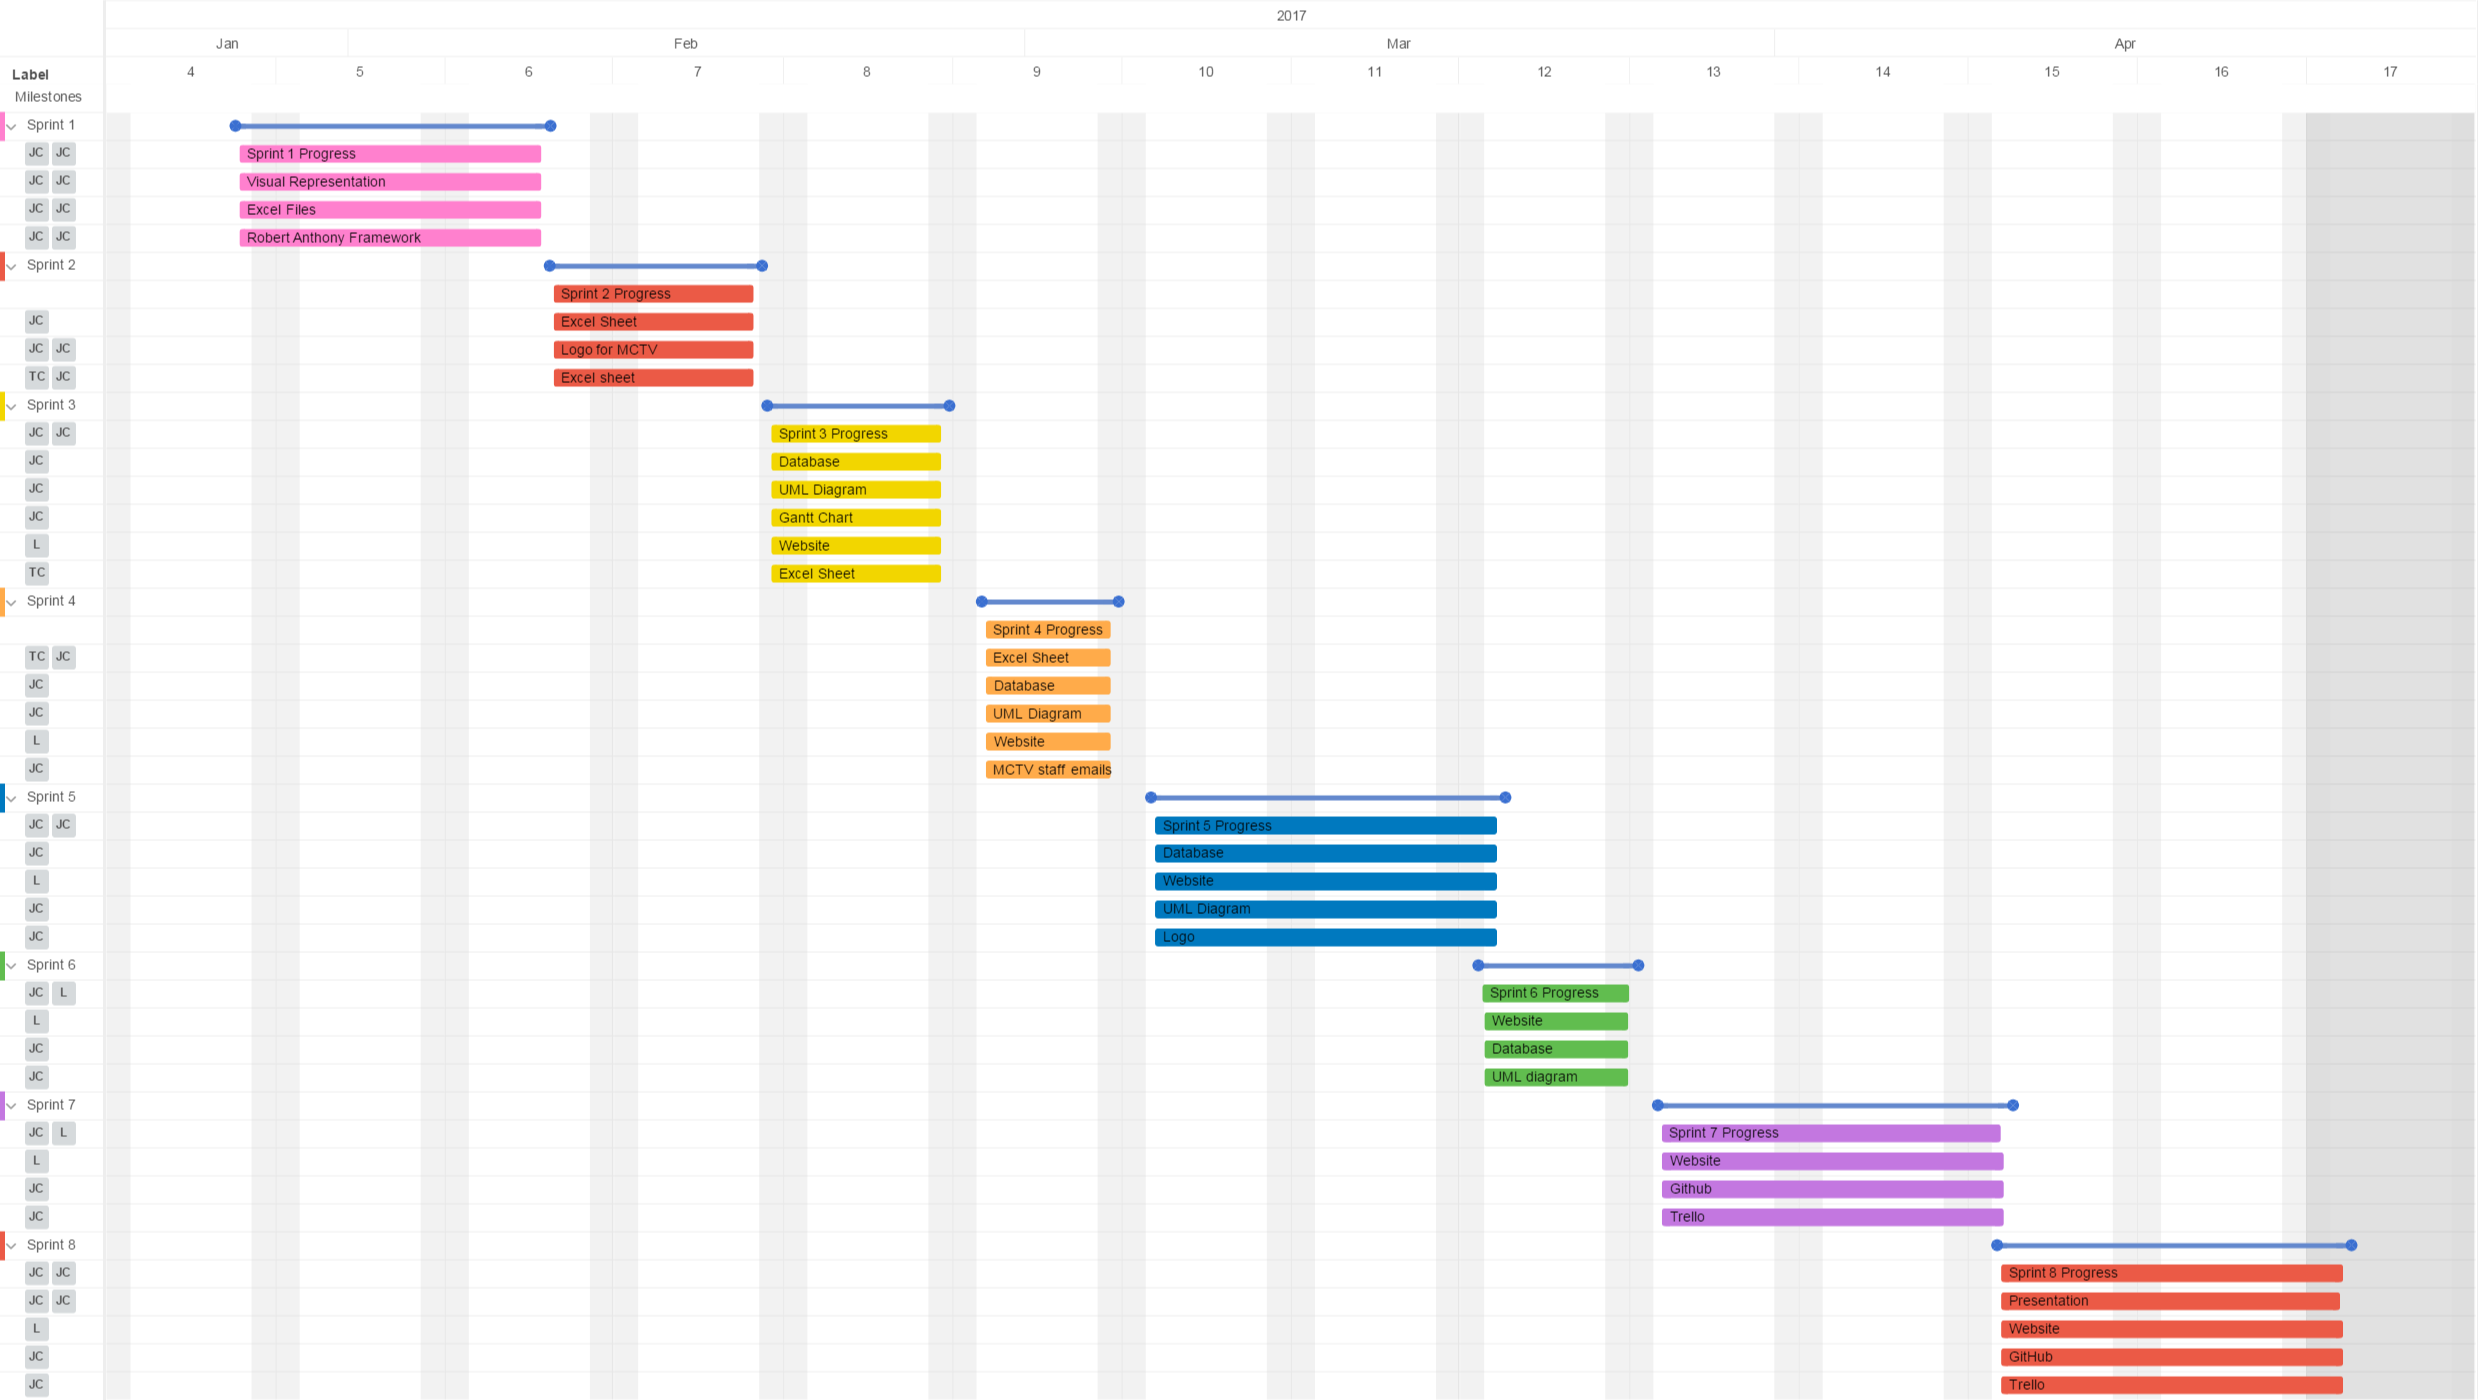 2017
Jan Feb Mar Apr
4 5 6 7 8 9 10 11 12 13 14 15 16 17
Label
Milestones
Sprint 1
JC JC Sprint 1 Progress
JC JC Visual Representation
JC JC Excel Files
JC JC Robert Anthony Framework
Sprint 2
Sprint 2 Progress
JC Excel Sheet
JC JC Logo for MCTV
TC JC Excel sheet
Sprint 3
JC JC Sprint 3 Progress
JC Database
JC UML Diagram
JC Gantt Chart
L Website
TC Excel Sheet
Sprint 4
Sprint 4 Progress
TC JC Excel Sheet
JC Database
JC UML Diagram
L Website
JC MCTV staff emails
Sprint 5
JC JC Sprint 5 Progress
JC Database
L Website
JC UML Diagram
JC Logo
Sprint 6
JC L Sprint 6 Progress
L Website
JC Database
JC UML diagram
Sprint 7
JC L Sprint 7 Progress
L Website
JC Github
JC Trello
Sprint 8
JC JC Sprint 8 Progress
JC JC Presentation
L Website
JC GitHub
JC Trello